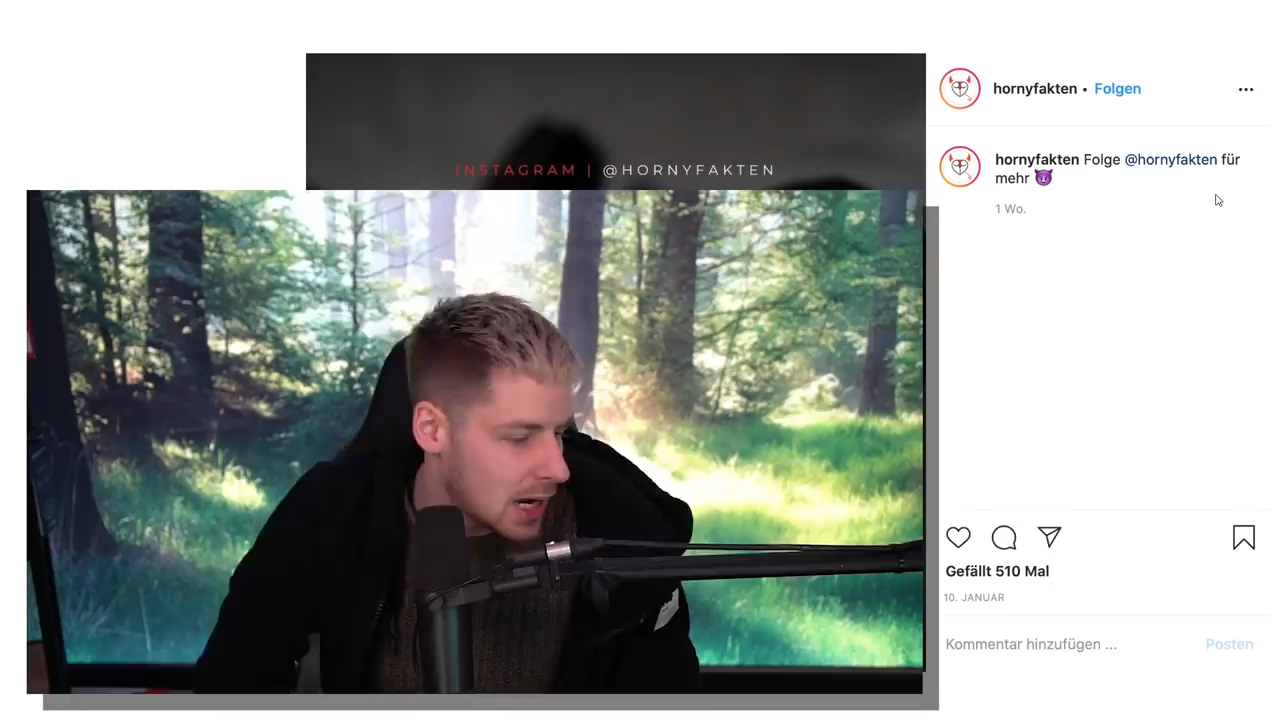 INSTAGRAM | @HORNYFAKTEN
hornyfakten • Folgen
hornyfakten Folge @hornyfakten für
mehr 😈
1 Wo.
Gefällt 510 Mal
10. JANUAR
Kommentar hinzufügen ...
Posten